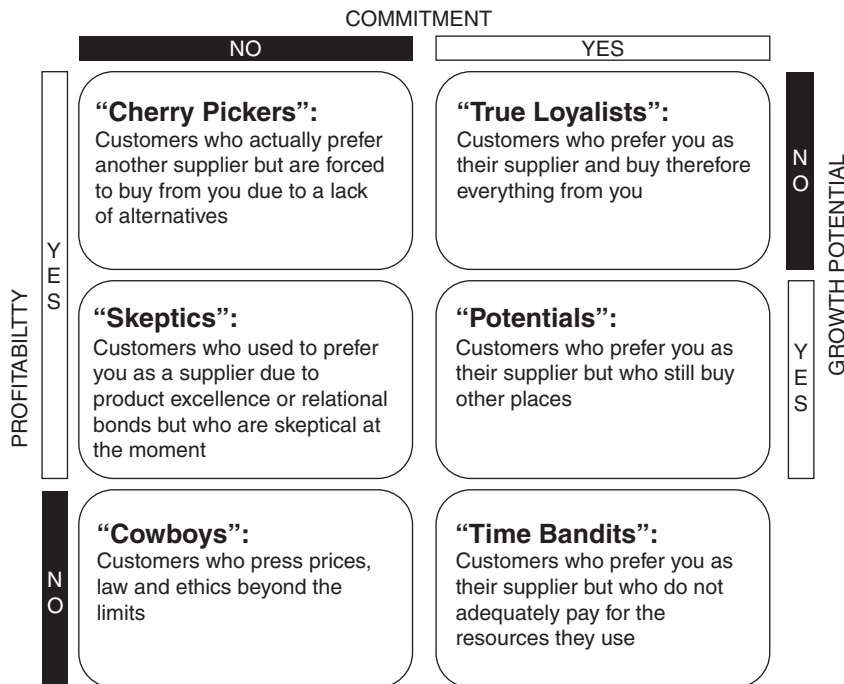 COMMITMENT
NO
YES
“Cherry Pickers”:
Customers who actually prefer
another supplier but are forced
to buy from you due to a lack
of alternatives
“True Loyalists”:
Customers who prefer you as
their supplier and buy therefore
everything from you
NO
GROWTH POTENTIAL
PROFITABILTTY
YES
“Skeptics”:
Customers who used to prefer
you as a supplier due to
product excellence or relational
bonds but who are skeptical at
the moment
“Potentials”:
Customers who prefer you as
their supplier but who still buy
other places
YES
NO
“Cowboys”:
Customers who press prices,
law and ethics beyond the
limits
“Time Bandits”:
Customers who prefer you as
their supplier but who do not
adequately pay for the
resources they use